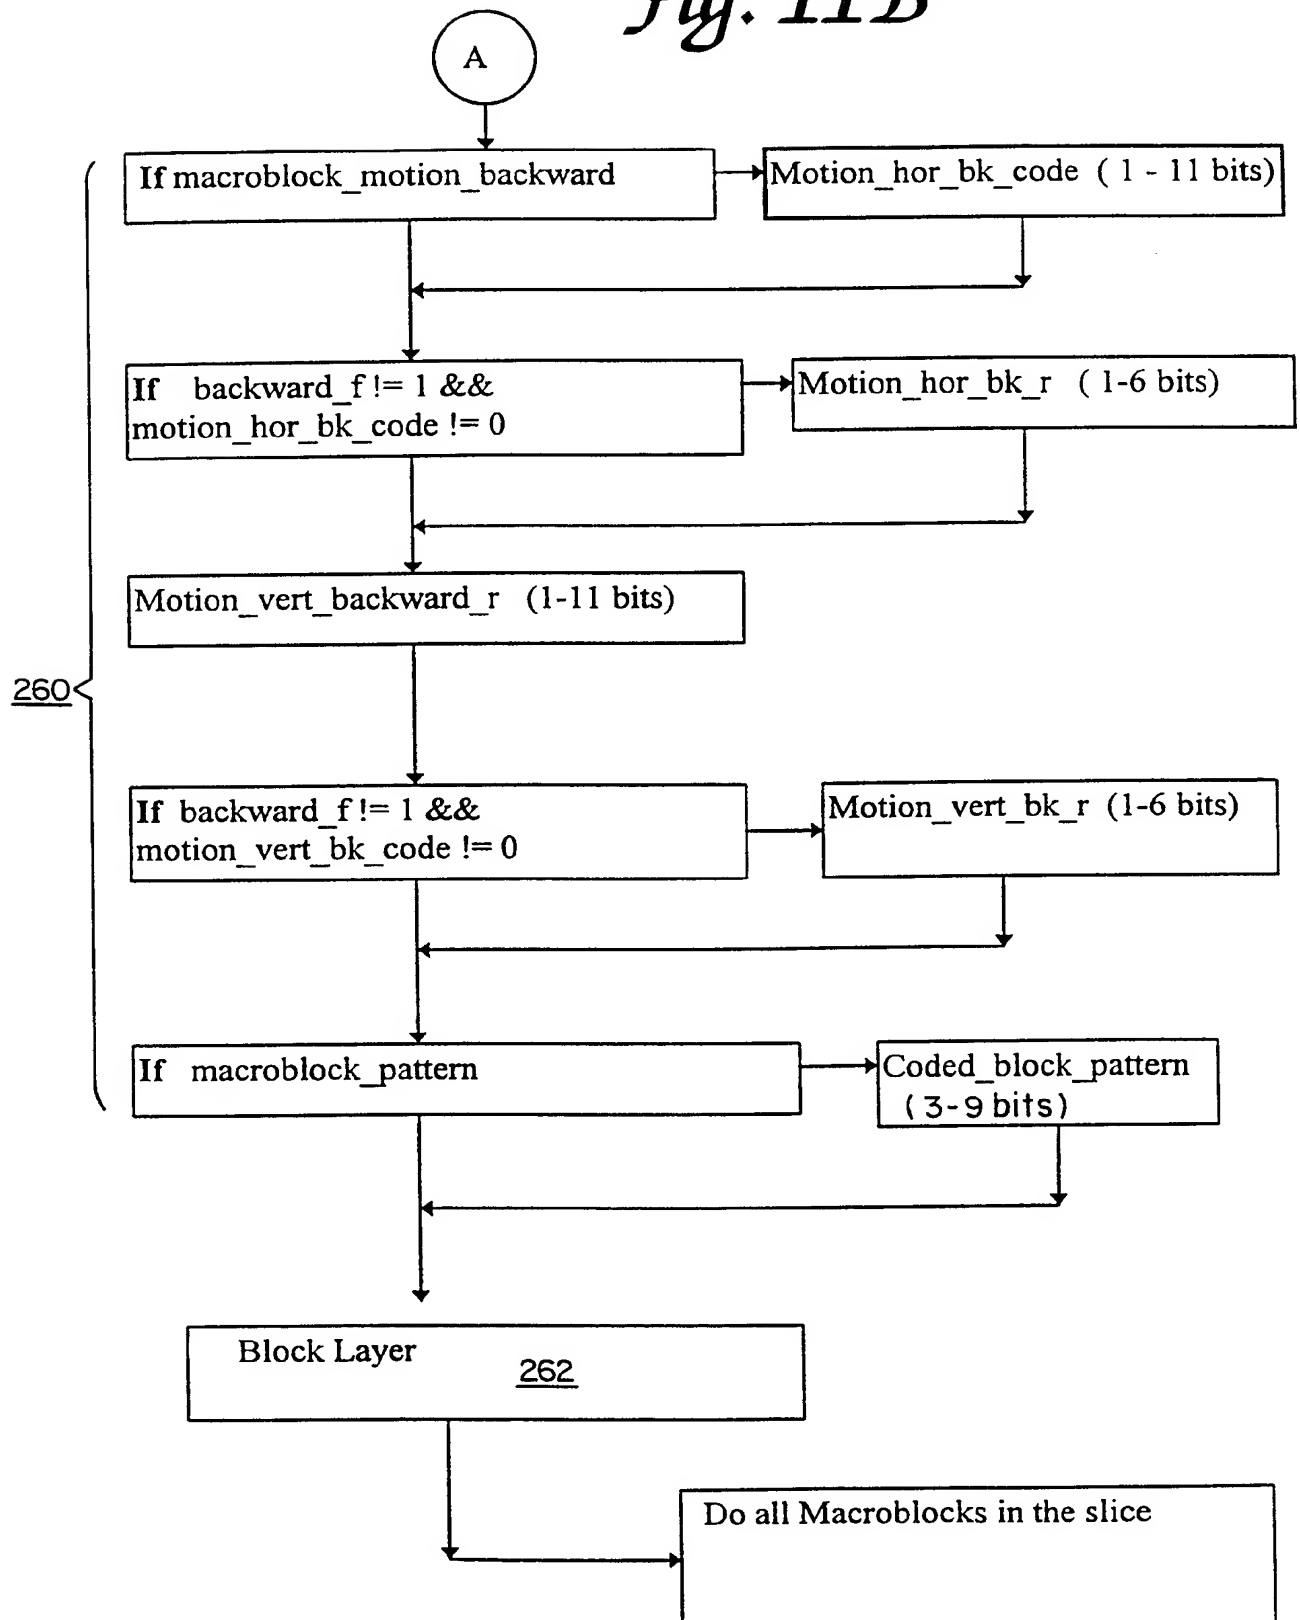 Fig. 11B
A
If macroblock_motion_backward
Motion_hor_bk_code ( 1 - 11 bits)
If backward_f != 1 &&
motion_hor_bk_code != 0
Motion_hor_bk_r ( 1-6 bits)
Motion_vert_backward_r (1-11 bits)
260
If backward_f != 1 &&
motion_vert_bk_code != 0
Motion_vert_bk_r (1-6 bits)
If macroblock_pattern
Coded_block_pattern
(3-9 bits)
Block Layer
262
Do all Macroblocks in the slice